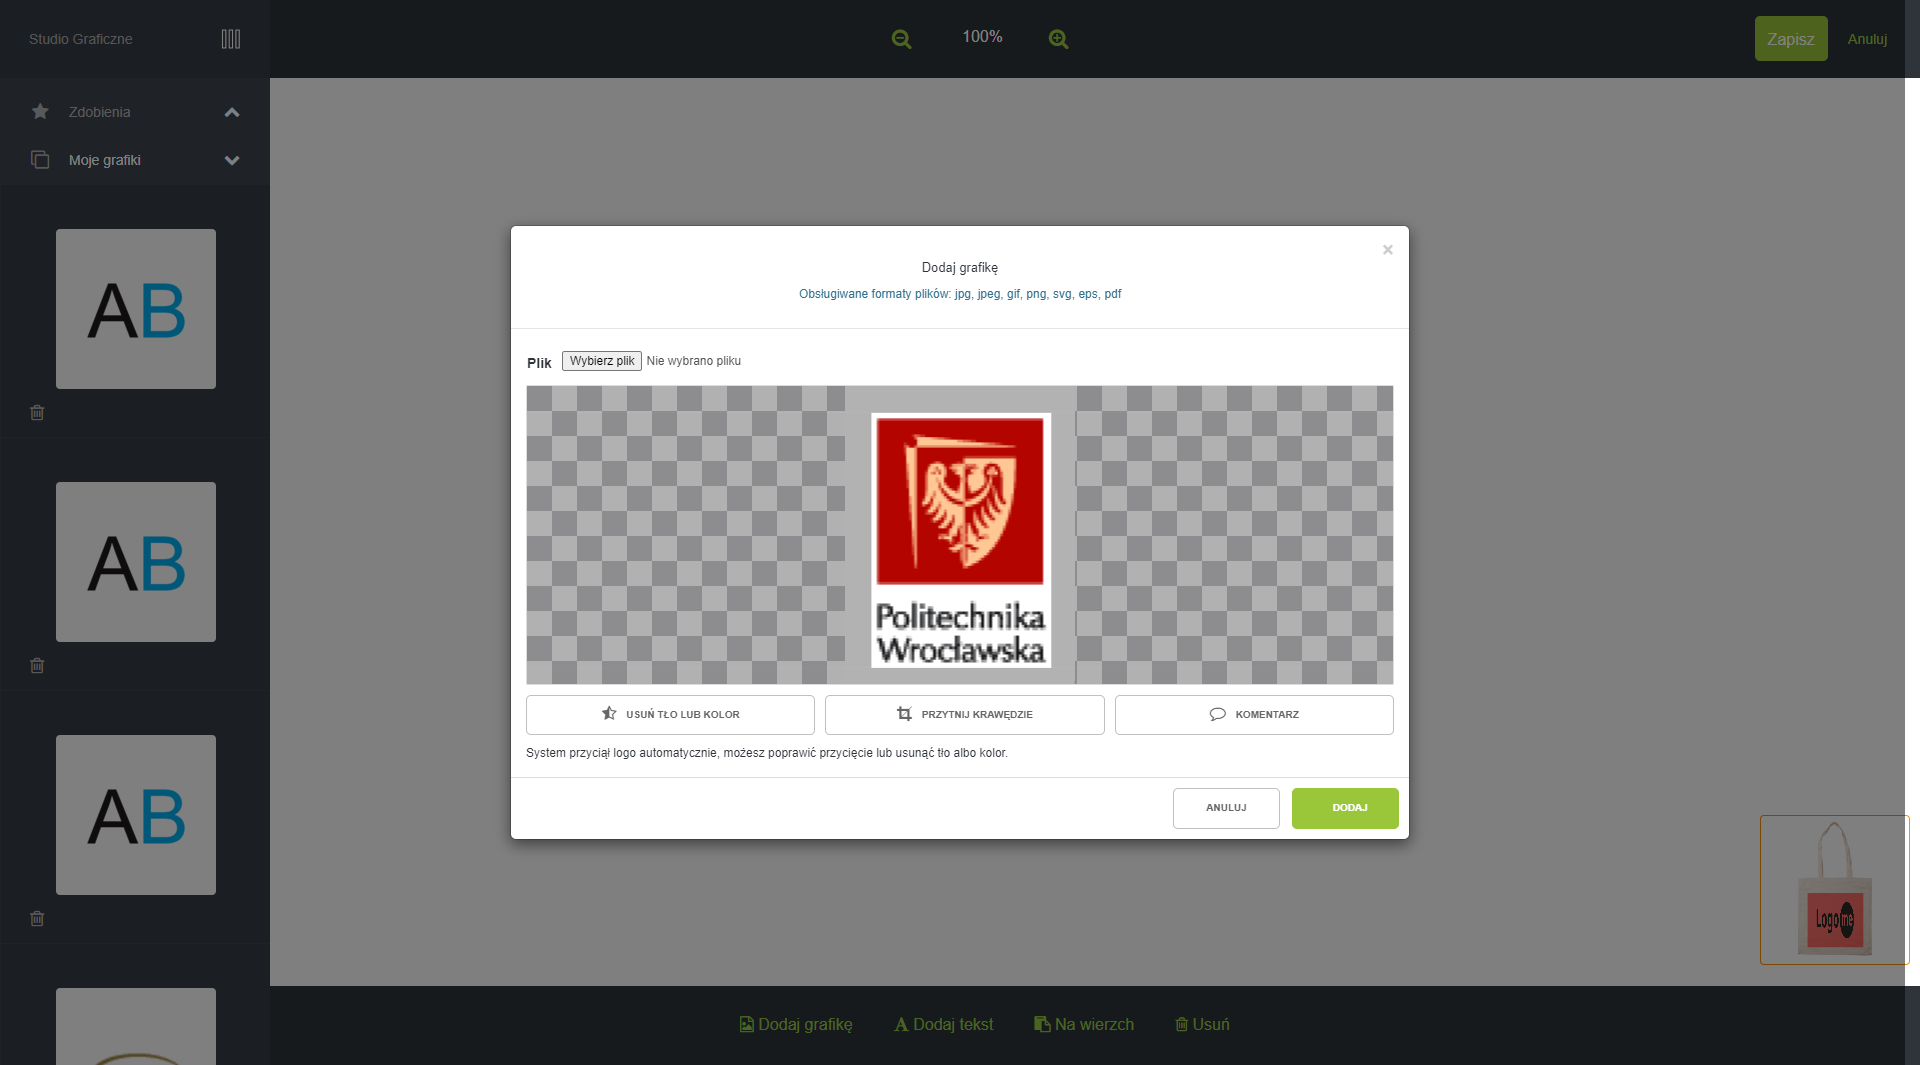 Studio Graficzne
100%
Zapisz
Anuluj
Zdobienia
Moje grafiki
AB
AB
AB
×
Dodaj grafikę
Obsługiwane formaty plików: jpg, jpeg, gif, png, svg, eps, pdf
Plik
Wybierz plik
Nie wybrano pliku
Politechnika
Wrocławska
USUŃ TŁO LUB KOLOR
PRZYTNIJ KRAWĘDZIE
KOMENTARZ
System przyciął logo automatycznie, możesz poprawić przycięcie lub usunąć tło albo kolor.
ANULUJ
DODAJ
Logo me
Dodaj grafikę
Dodaj tekst
Na wierzch
Usuń